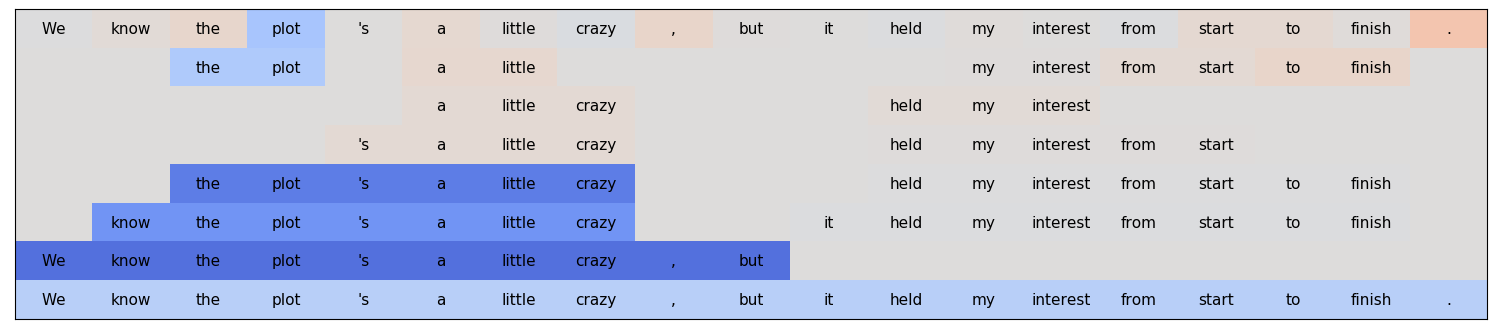 We know the plot 's a little crazy , but it held my interest from start to finish .
the plot a little my interest from start to finish
a little crazy held my interest
's a little crazy held my interest from start
the plot 's a little crazy held my interest from start to finish
know the plot 's a little crazy it held my interest from start to finish
We know the plot 's a little crazy , but
We know the plot 's a little crazy , but it held my interest from start to finish .